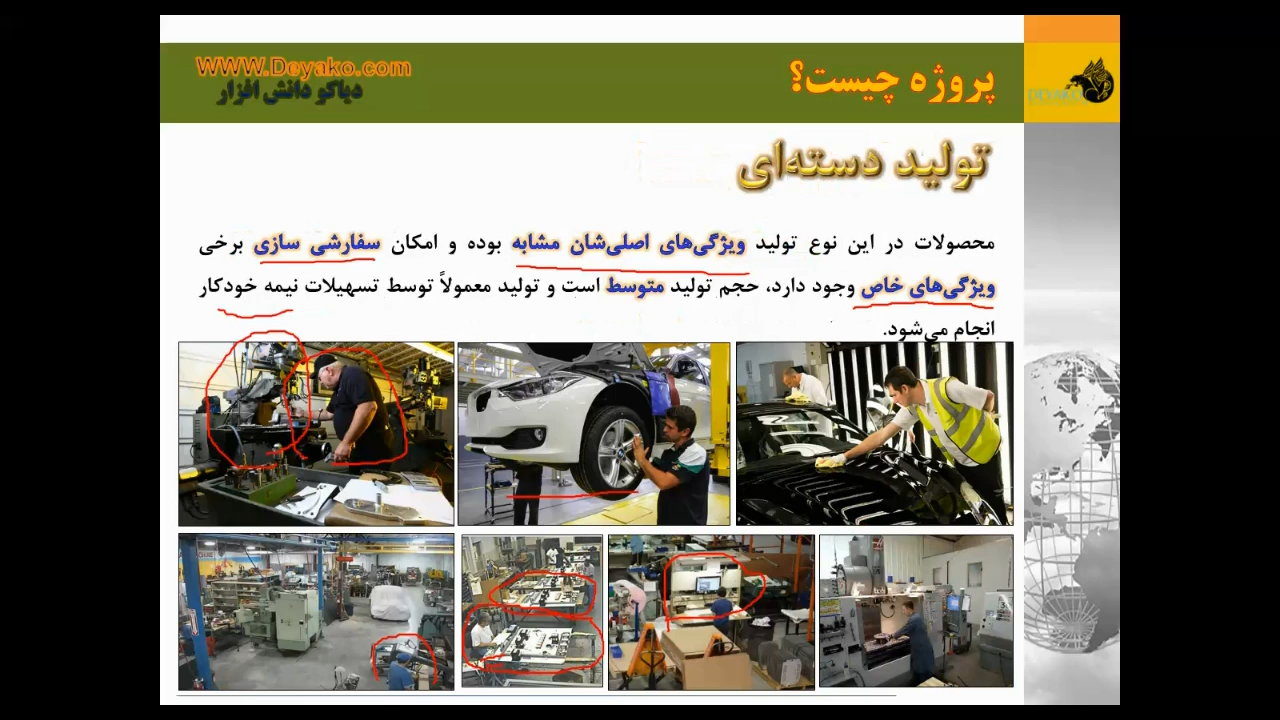 پروژه چیست؟
WWW.Deyako.com
دیاکو دانش افزار
DEYAKO
تولید دسته‌ای
محصولات در این نوع تولید ویژگی‌های اصلی‌شان مشابه بوده و امکان سفارشی سازی برخی
ویژگی‌های خاص وجود دارد، حجم تولید متوسط است و تولید معمولاً توسط تسهیلات نیمه خودکار
انجام می‌شود.